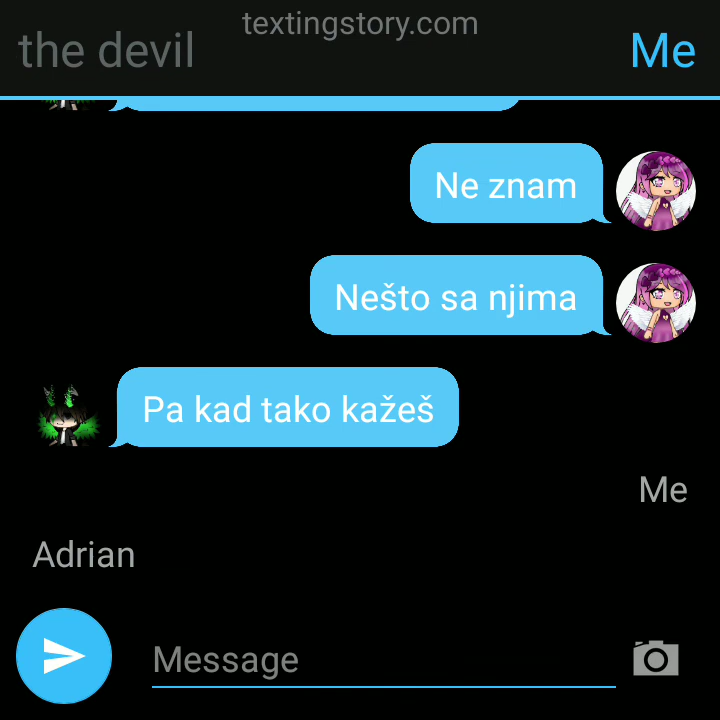 textingstory.com
the devil
Me
Ne znam
Nešto sa njima
Pa kad tako kažeš
Me
Adrian
Message